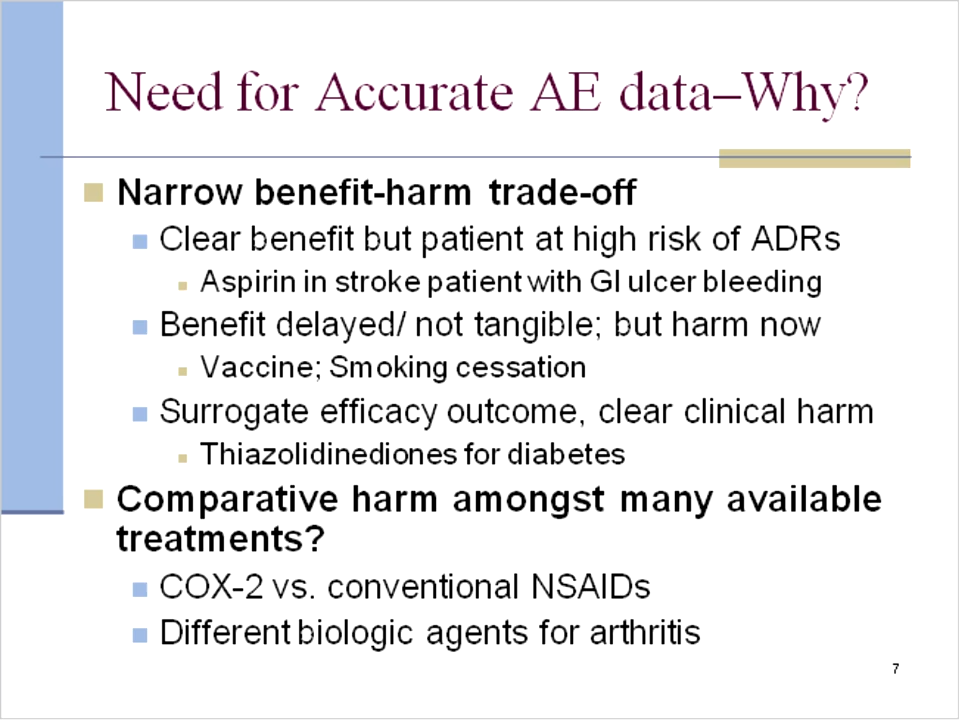 Need for Accurate AE data–Why?
Narrow benefit-harm trade-off
Clear benefit but patient at high risk of ADRs
Aspirin in stroke patient with GI ulcer bleeding
Benefit delayed/ not tangible; but harm now
Vaccine; Smoking cessation
Surrogate efficacy outcome, clear clinical harm
Thiazolidinediones for diabetes
Comparative harm amongst many available
treatments?
COX-2 vs. conventional NSAIDs
Different biologic agents for arthritis
7